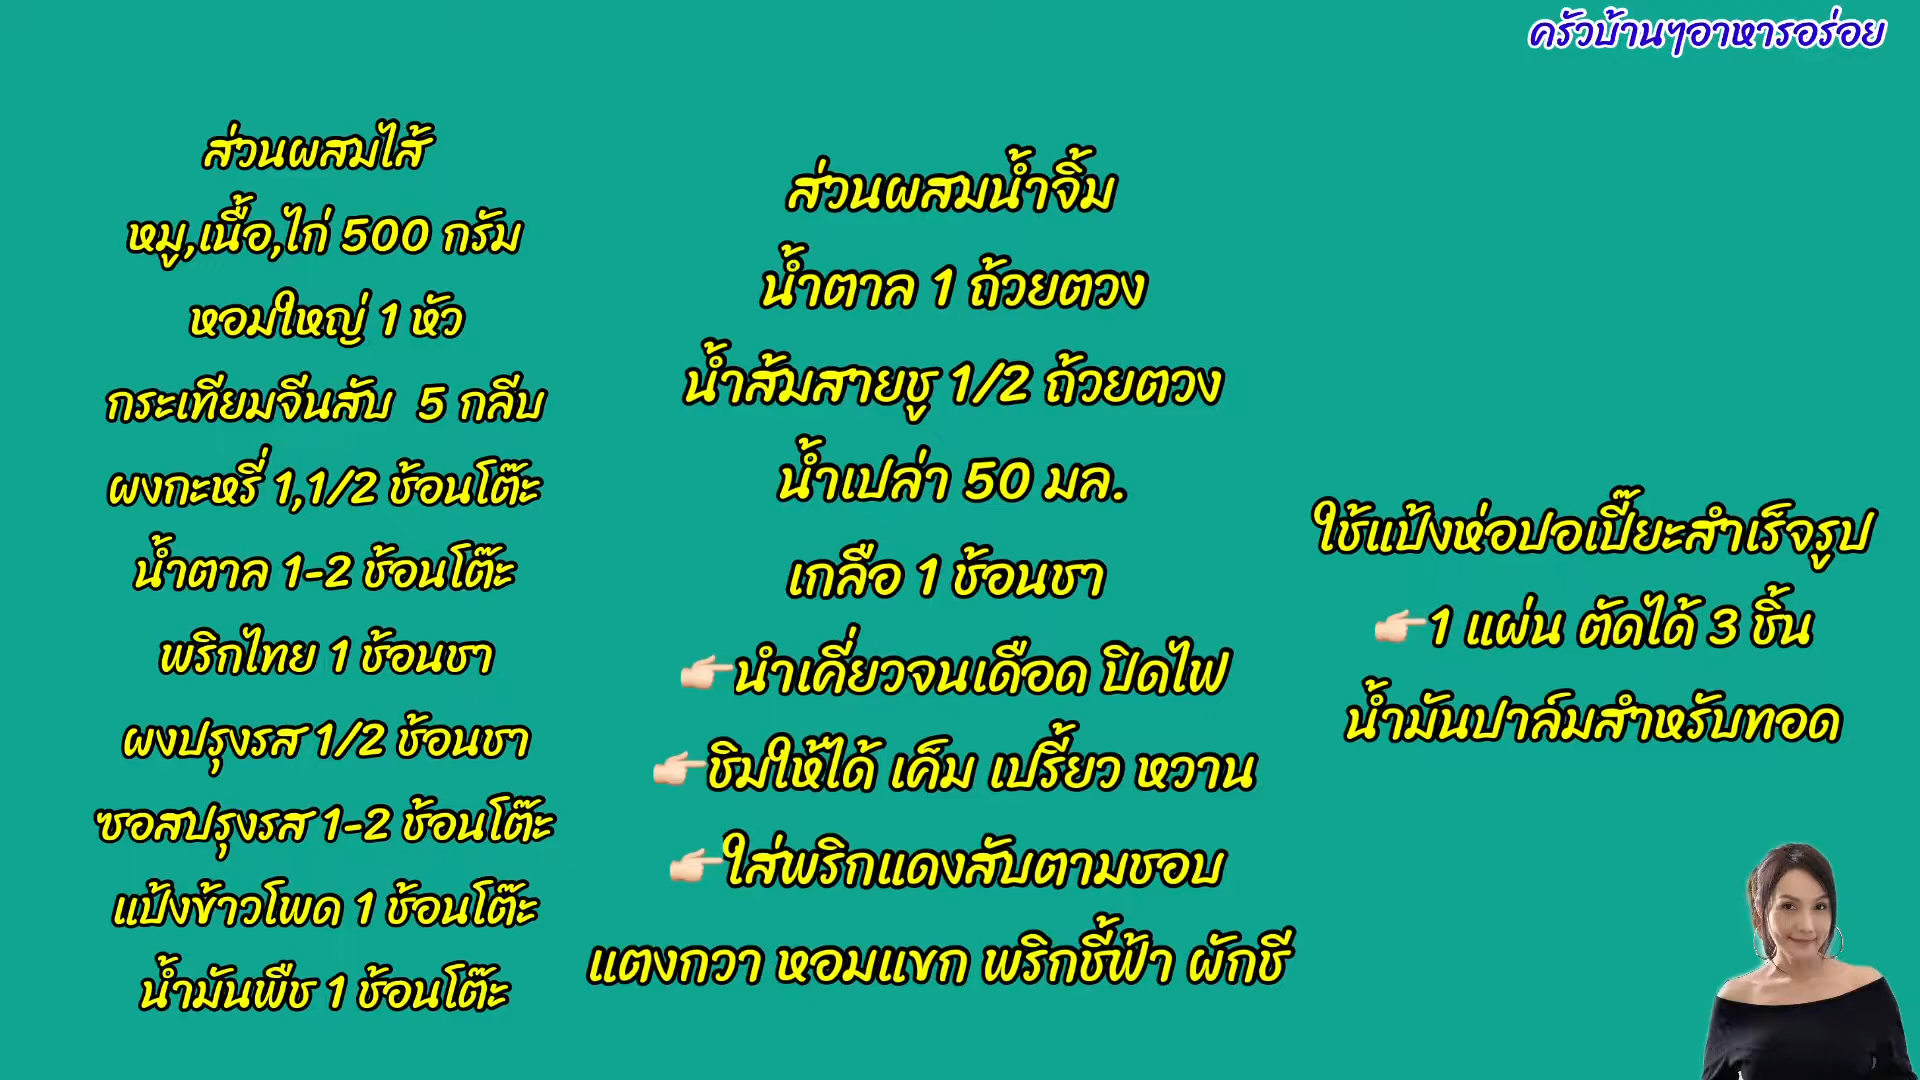 ครัวบ้านๆอาหารอร่อย
ส่วนผสมไส้
หมู,เนื้อ,ไก่ 500 กรัม
หอมใหญ่ 1 หัว
กระเทียมจีนสับ 5 กลีบ
ผงกะหรี่ 1,1/2 ช้อนโต๊ะ
น้ำตาล 1-2 ช้อนโต๊ะ
พริกไทย 1 ช้อนชา
ผงปรุงรส 1/2 ช้อนชา
ซอสปรุงรส 1-2 ช้อนโต๊ะ
แป้งข้าวโพด 1 ช้อนโต๊ะ
น้ำมันพืช 1 ช้อนโต๊ะ
ส่วนผสมน้ำจิ้ม
น้ำตาล 1 ถ้วยตวง
น้ำส้มสายชู 1/2 ถ้วยตวง
น้ำเปล่า 50 มล.
เกลือ 1 ช้อนชา
👉🏻นำเคี่ยวจนเดือด ปิดไฟ
👉🏻ชิมให้ได้ เค็ม เปรี้ยว หวาน
👉🏻ใส่พริกแดงสับตามชอบ
แตงกวา หอมแขก พริกชี้ฟ้า ผักชี
ใช้แป้งห่อปอเปี๊ยะสำเร็จรูป
👉🏻1 แผ่น ตัดได้ 3 ชิ้น
น้ำมันปาล์มสำหรับทอด